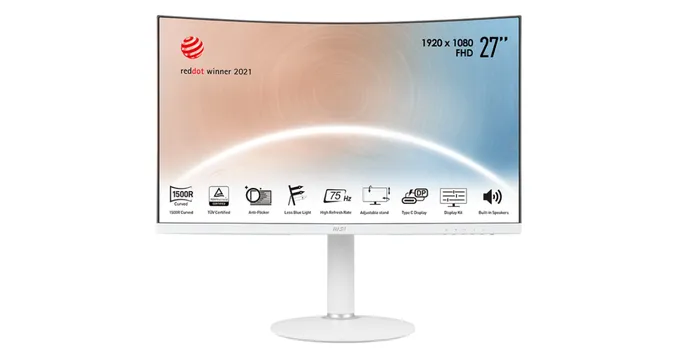 1920 x 1080
FHD
27”
reddot winner 2021
1500R
Curved
1500R Curved
TÜV Certified
Anti-Flicker
Less Blue Light
75 Hz
High Refresh Rate
Adjustable stand
DP
Type C Display
Display Kit
Built-in Speakers